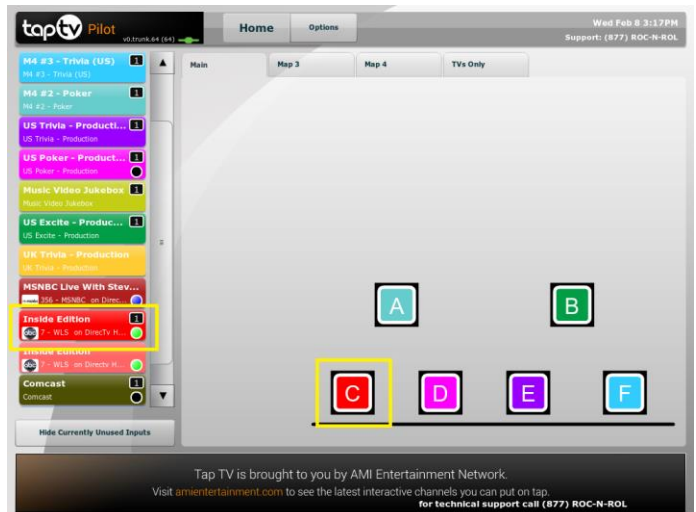 taptv Pilot
v0.trunk.64 (64)
Home
Options
Wed Feb 8 3:17PM
Support: (877) ROC-N-ROL
M4 #3 - Trivia (US) 1
M4 #3 - Trivia (US)
M4 #2 - Poker 1
M4 #2 - Poker
US Trivia - Producti... 1
US Trivia - Production
US Poker - Product... 1
US Poker - Production
Music Video Jukebox 1
Music Video Jukebox
US Excite - Produc... 1
US Excite - Production
UK Trivia - Production
UK Trivia - Production
MSNBC Live With Stev...
356 - MSNBC on Direc...
Inside Edition 1
abc 7 - WLS on DirecTv H...
Inside Edition
abc 7 - WLS on Directv H...
Comcast 1
Comcast
Hide Currently Unused Inputs
Main
Map 3
Map 4
TVs Only
A
B
C
D
E
F
Tap TV is brought to you by AMI Entertainment Network.
Visit amientertainment.com to see the latest interactive channels you can put on tap.
for technical support call (877) ROC-N-ROL